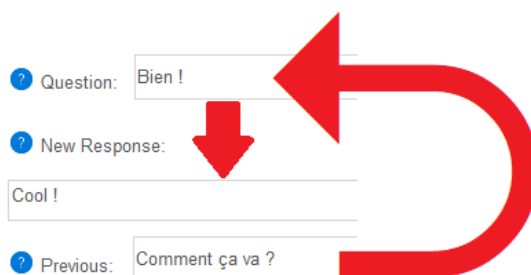 ? Question: Bien !
? New Response:
Cool !
? Previous: Comment ça va ?